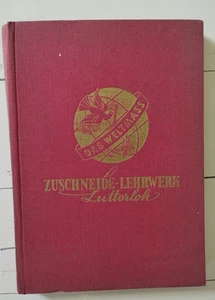 DAS WELTMASS
ZUSCHNEIDE-LEHRWERK
Lutterloh